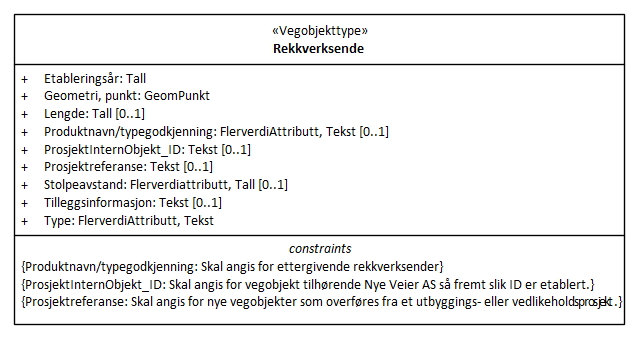 «Vegobjekttype»
Rekkverksende
+ Etableringsår: Tall
+ Geometri, punkt: GeomPunkt
+ Lengde: Tall [0..1]
+ Produktnavn/typegodkjenning: FlerverdiAttributt, Tekst [0..1]
+ ProsjektInternObjekt_ID: Tekst [0..1]
+ Prosjektreferanse: Tekst [0..1]
+ Stolpeavstand: Flerverdiattributt, Tall [0..1]
+ Tilleggsinformasjon: Tekst [0..1]
+ Type: FlerverdiAttributt, Tekst
constraints
{Produktnavn/typegodkjenning: Skal angis for ettergivende rekkverksender}
{ProsjektInternObjekt_ID: Skal angis for vegobjekt tilhørende Nye Veier AS så fremt slik ID er etablert.}
{Prosjektreferanse: Skal angis for nye vegobjekter som overføres fra et utbyggings- eller vedlikeholdsprosjekt.}